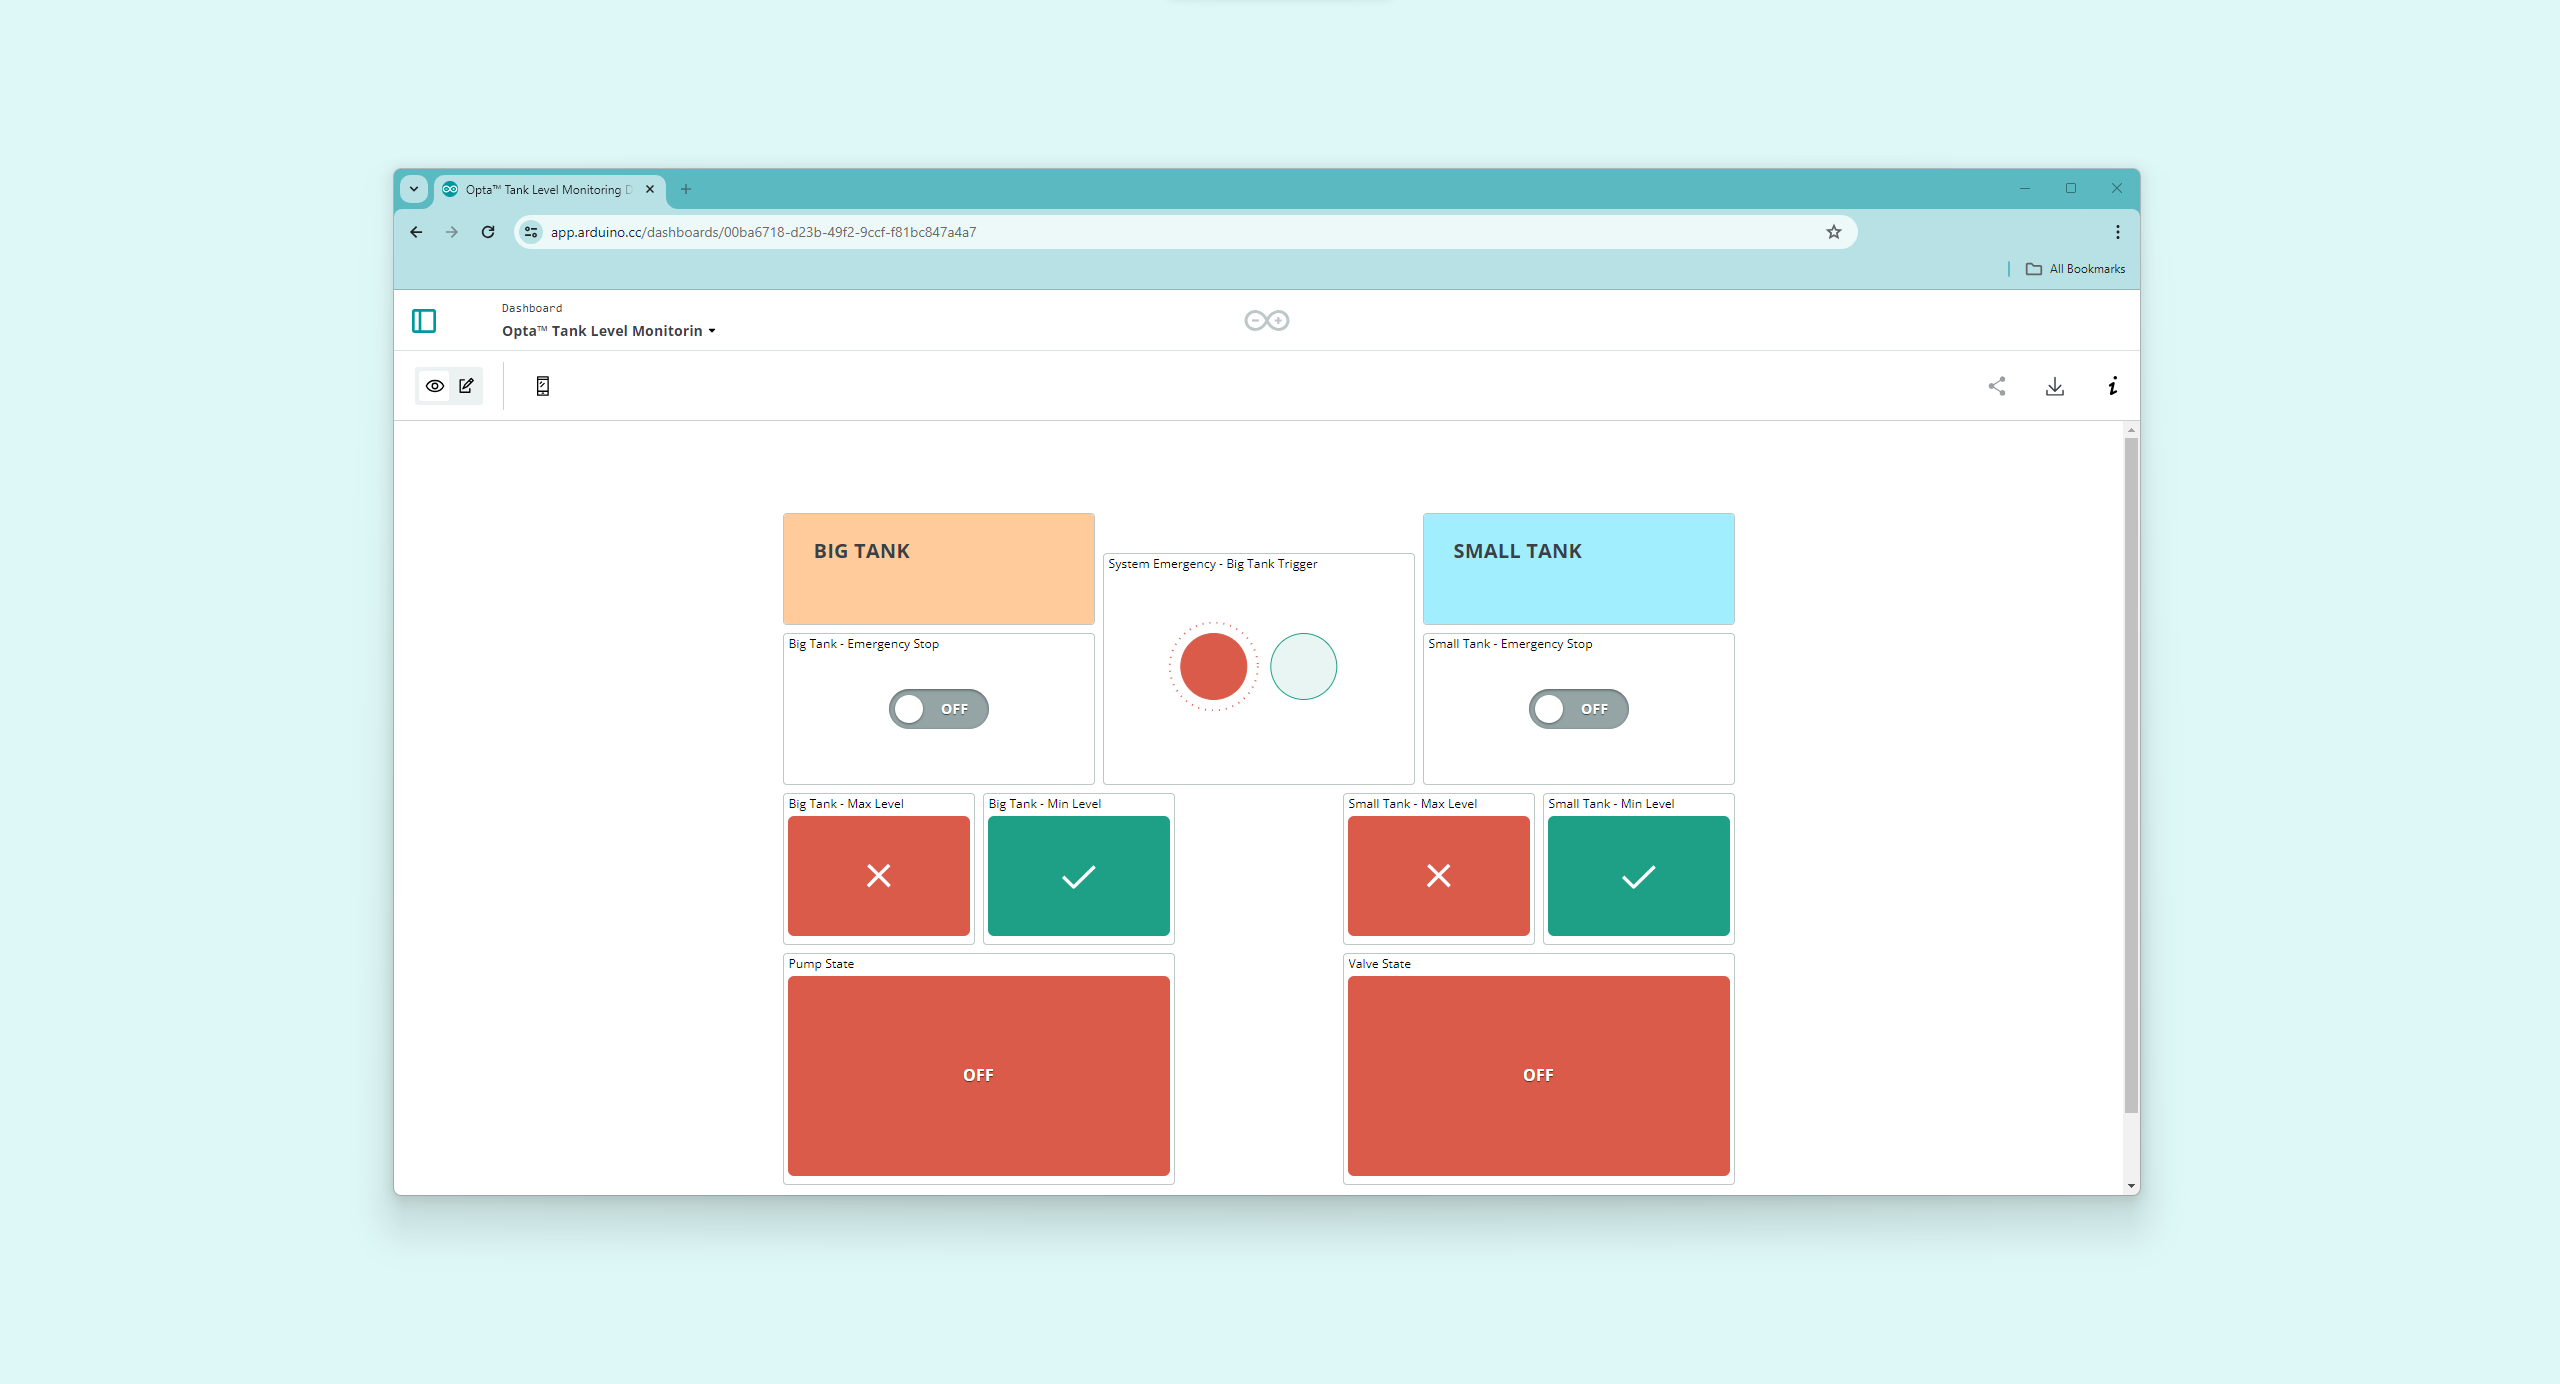 Opta™ Tank Level Monitoring D
app.arduino.cc/dashboards/00ba6718-d23b-49f2-9ccf-f81bc847a4a7
All Bookmarks
Dashboard
Opta™ Tank Level Monitorin
BIG TANK
System Emergency - Big Tank Trigger
SMALL TANK
Big Tank - Emergency Stop
OFF
Small Tank - Emergency Stop
OFF
Big Tank - Max Level
Big Tank - Min Level
Small Tank - Max Level
Small Tank - Min Level
Pump State
OFF
Valve State
OFF